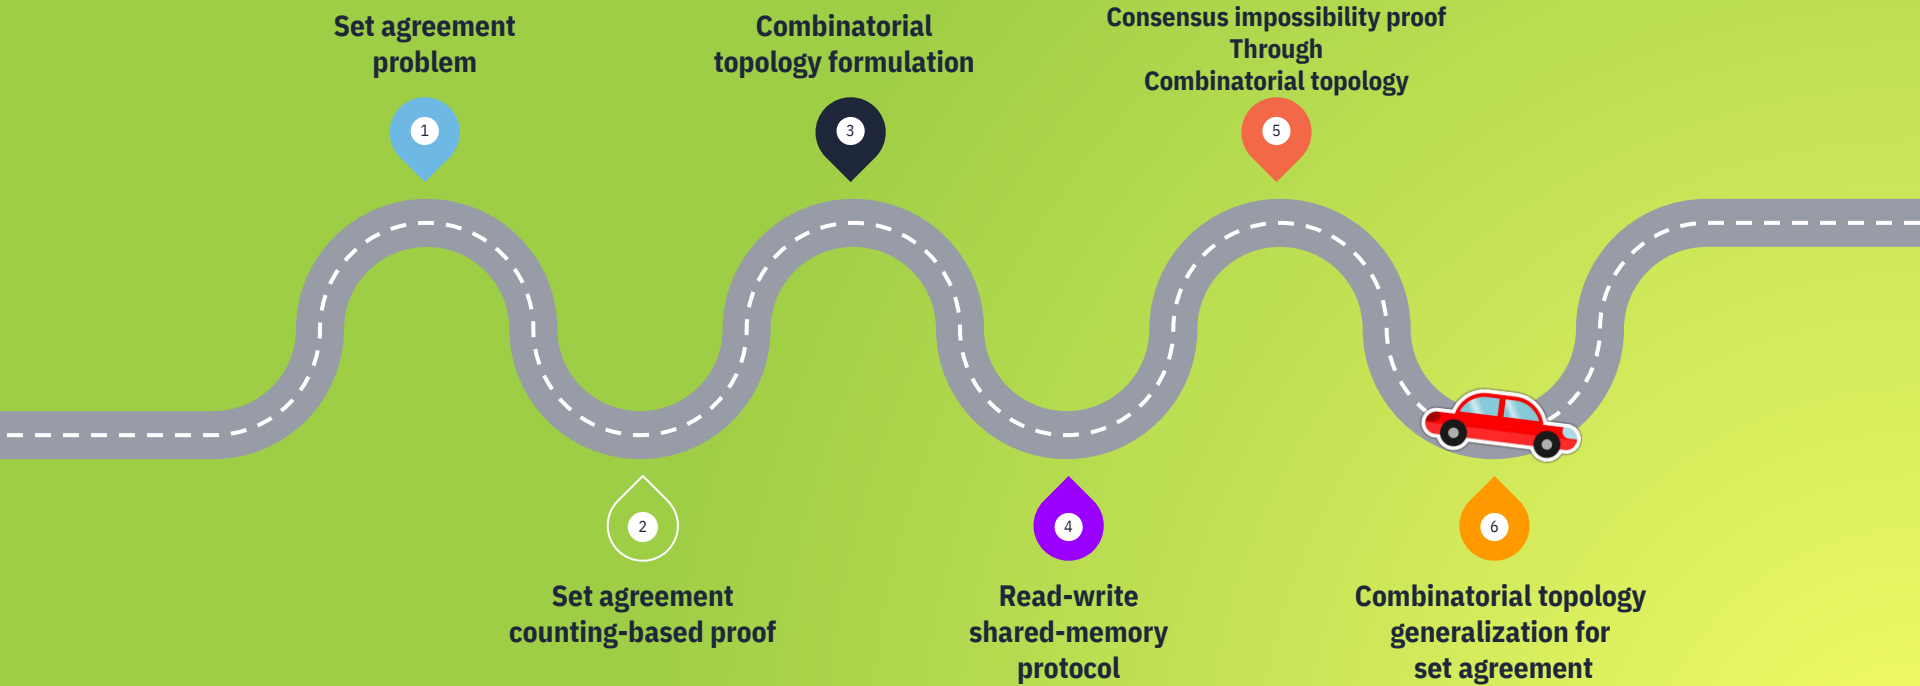 Set agreement
problem
1
Set agreement
counting-based proof
2
Combinatorial
topology formulation
3
Read-write
shared-memory
protocol
4
Consensus impossibility proof
Through
Combinatorial topology
5
Combinatorial topology
generalization for
set agreement
6